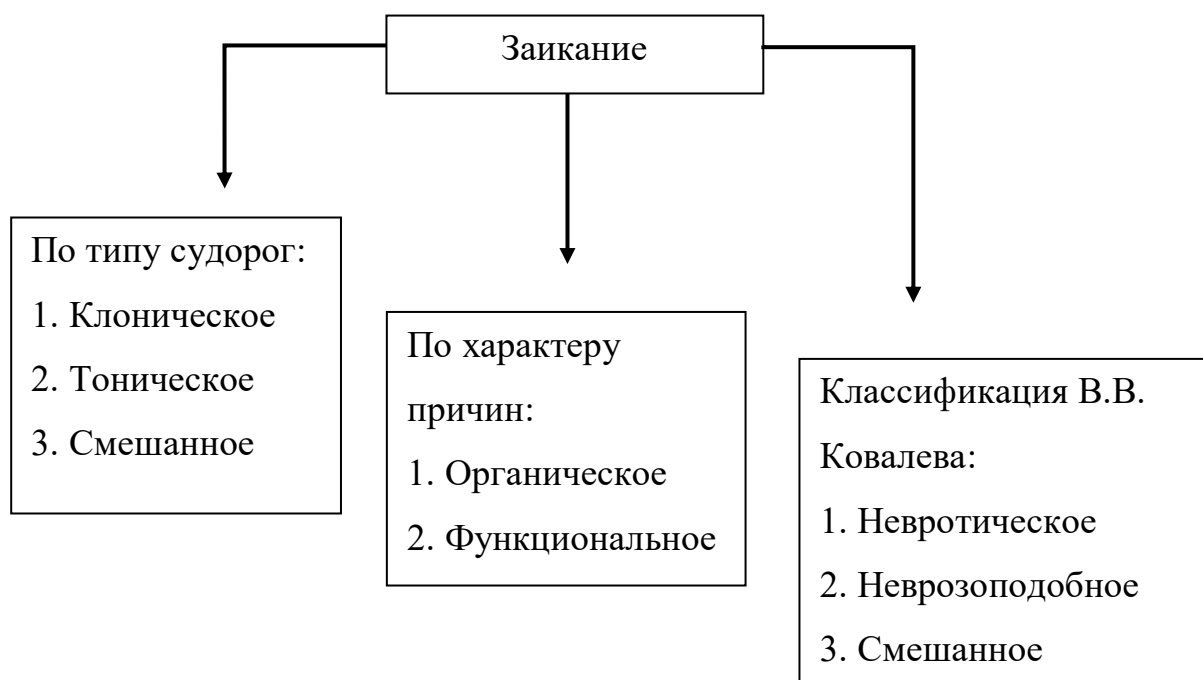 Заикание
По типу судорог:
1. Клоническое
2. Тоническое
3. Смешанное
По характеру
причин:
1. Органическое
2. Функциональное
Классификация В.В.
Ковалева:
1. Невротическое
2. Неврозоподобное
3. Смешанное